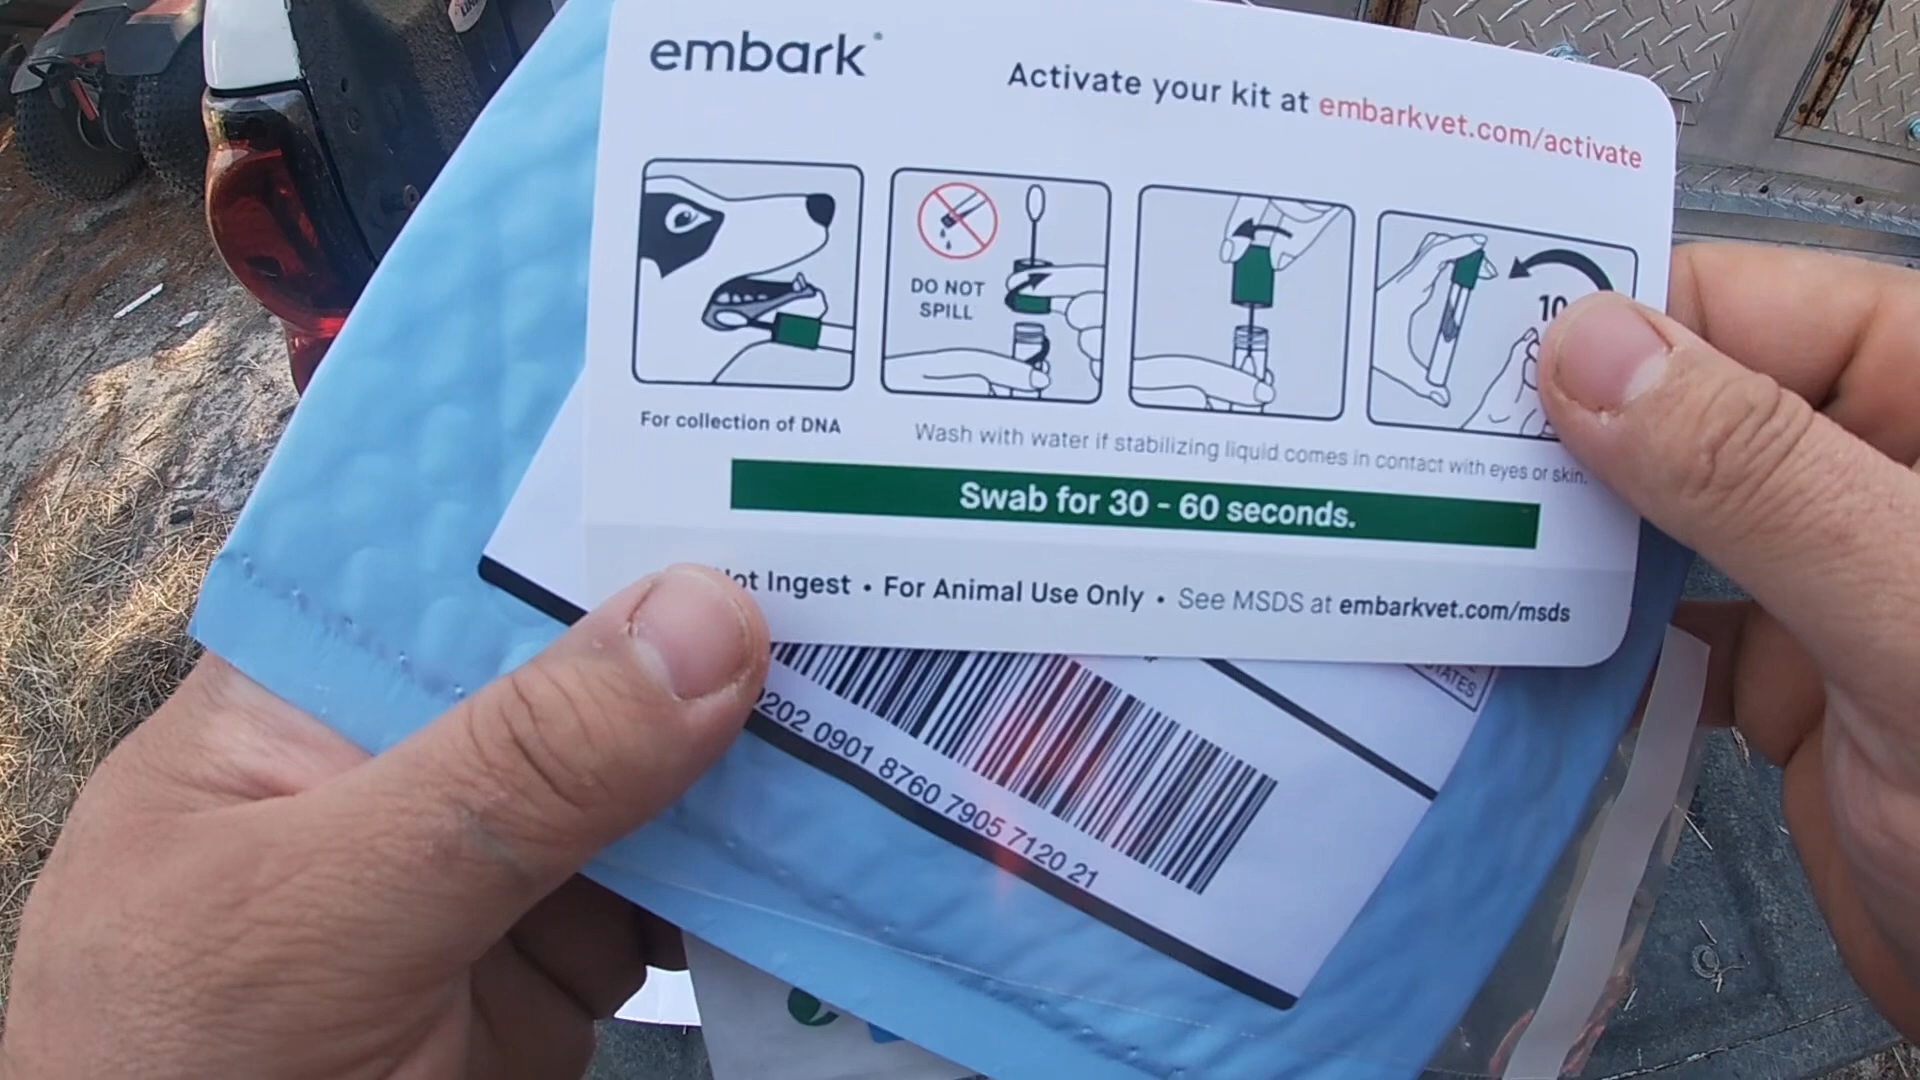 embark
Activate your kit at embarkvet.com/activate
DO NOT
SPILL
10
For collection of DNA
Wash with water if stabilizing liquid comes in contact with eyes or skin.
Swab for 30 - 60 seconds.
Ingest • For Animal Use Only • See MSDS at embarkvet.com/msds
0901 8760 7905 7120 21